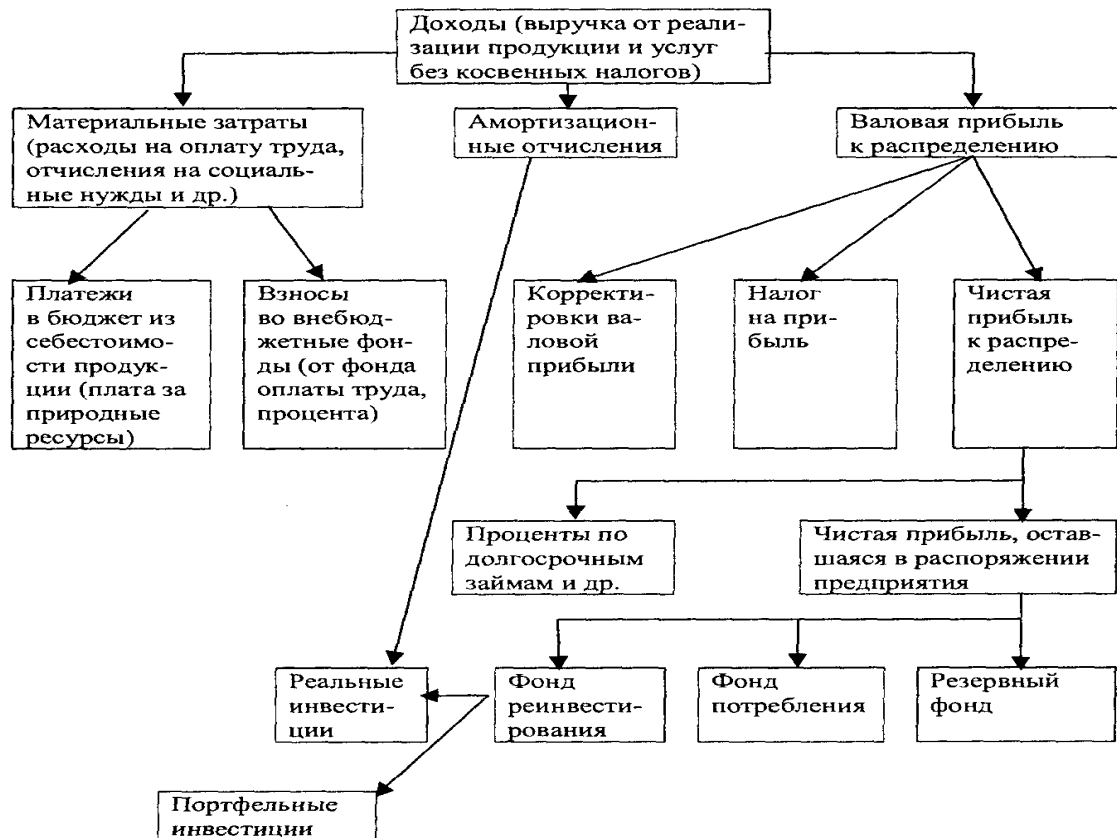 Доходы (выручка от реали-
зации продукции и услуг
без косвенных налогов)
Материальные затраты
(расходы на оплату труда,
отчисления на социаль-
ные нужды и др.)
Амортизацион-
ные отчисления
Валовая прибыль
к распределению
Платежи
в бюджет из
себестоимо-
сти продук-
ции (плата за
природные
ресурсы)
Взносы
во внебюд-
жетные фон-
ды (от фонда
оплаты труда,
процента)
Корректи-
ровки ва-
ловой
прибыли
Налог
на при-
быль
Чистая
прибыль
к распре-
делению
Проценты по
долгосрочным
займам и др.
Чистая прибыль, остав-
шаяся в распоряжении
предприятия
Реальные
инвести-
ции
Фонд
реинвести-
рования
Фонд
потребления
Резервный
фонд
Портфельные
инвестиции